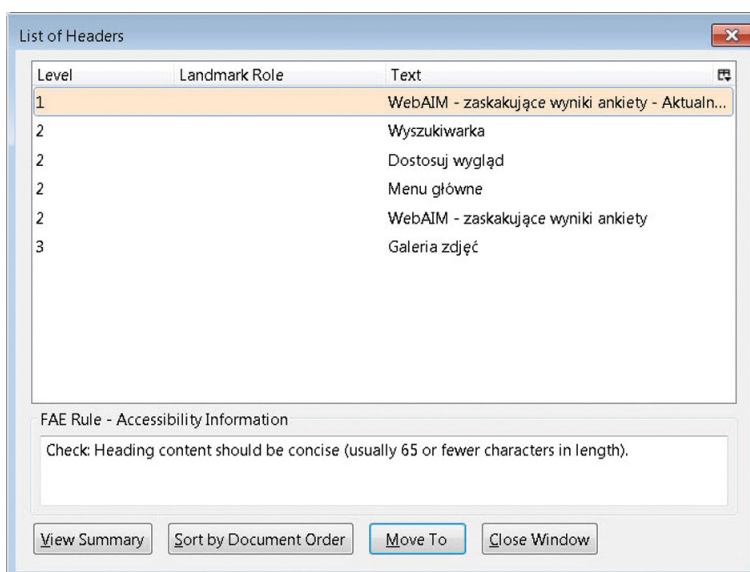 List of Headers
Level Landmark Role Text
1 WebAIM - zaskakujące wyniki ankiety - Aktualn...
2 Wyszukiwarka
2 Dostosuj wygląd
2 Menu główne
2 WebAIM - zaskakujące wyniki ankiety
3 Galeria zdjęć
FAE Rule - Accessibility Information
Check: Heading content should be concise (usually 65 or fewer characters in length).
View Summary Sort by Document Order Move To Close Window